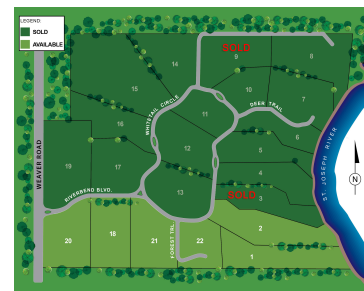 LEGEND:
SOLD
AVAILABLE
SOLD
14
9
8
15
10
7
DEER TRAIL
WHITETAIL CIRCLE
11
16
6
5
12
WEAVER ROAD
19
17
4
ST. JOSEPH RIVER
N
RIVERBEND BLVD.
13
SOLD
3
20
18
21
FOREST TRL
22
2
1